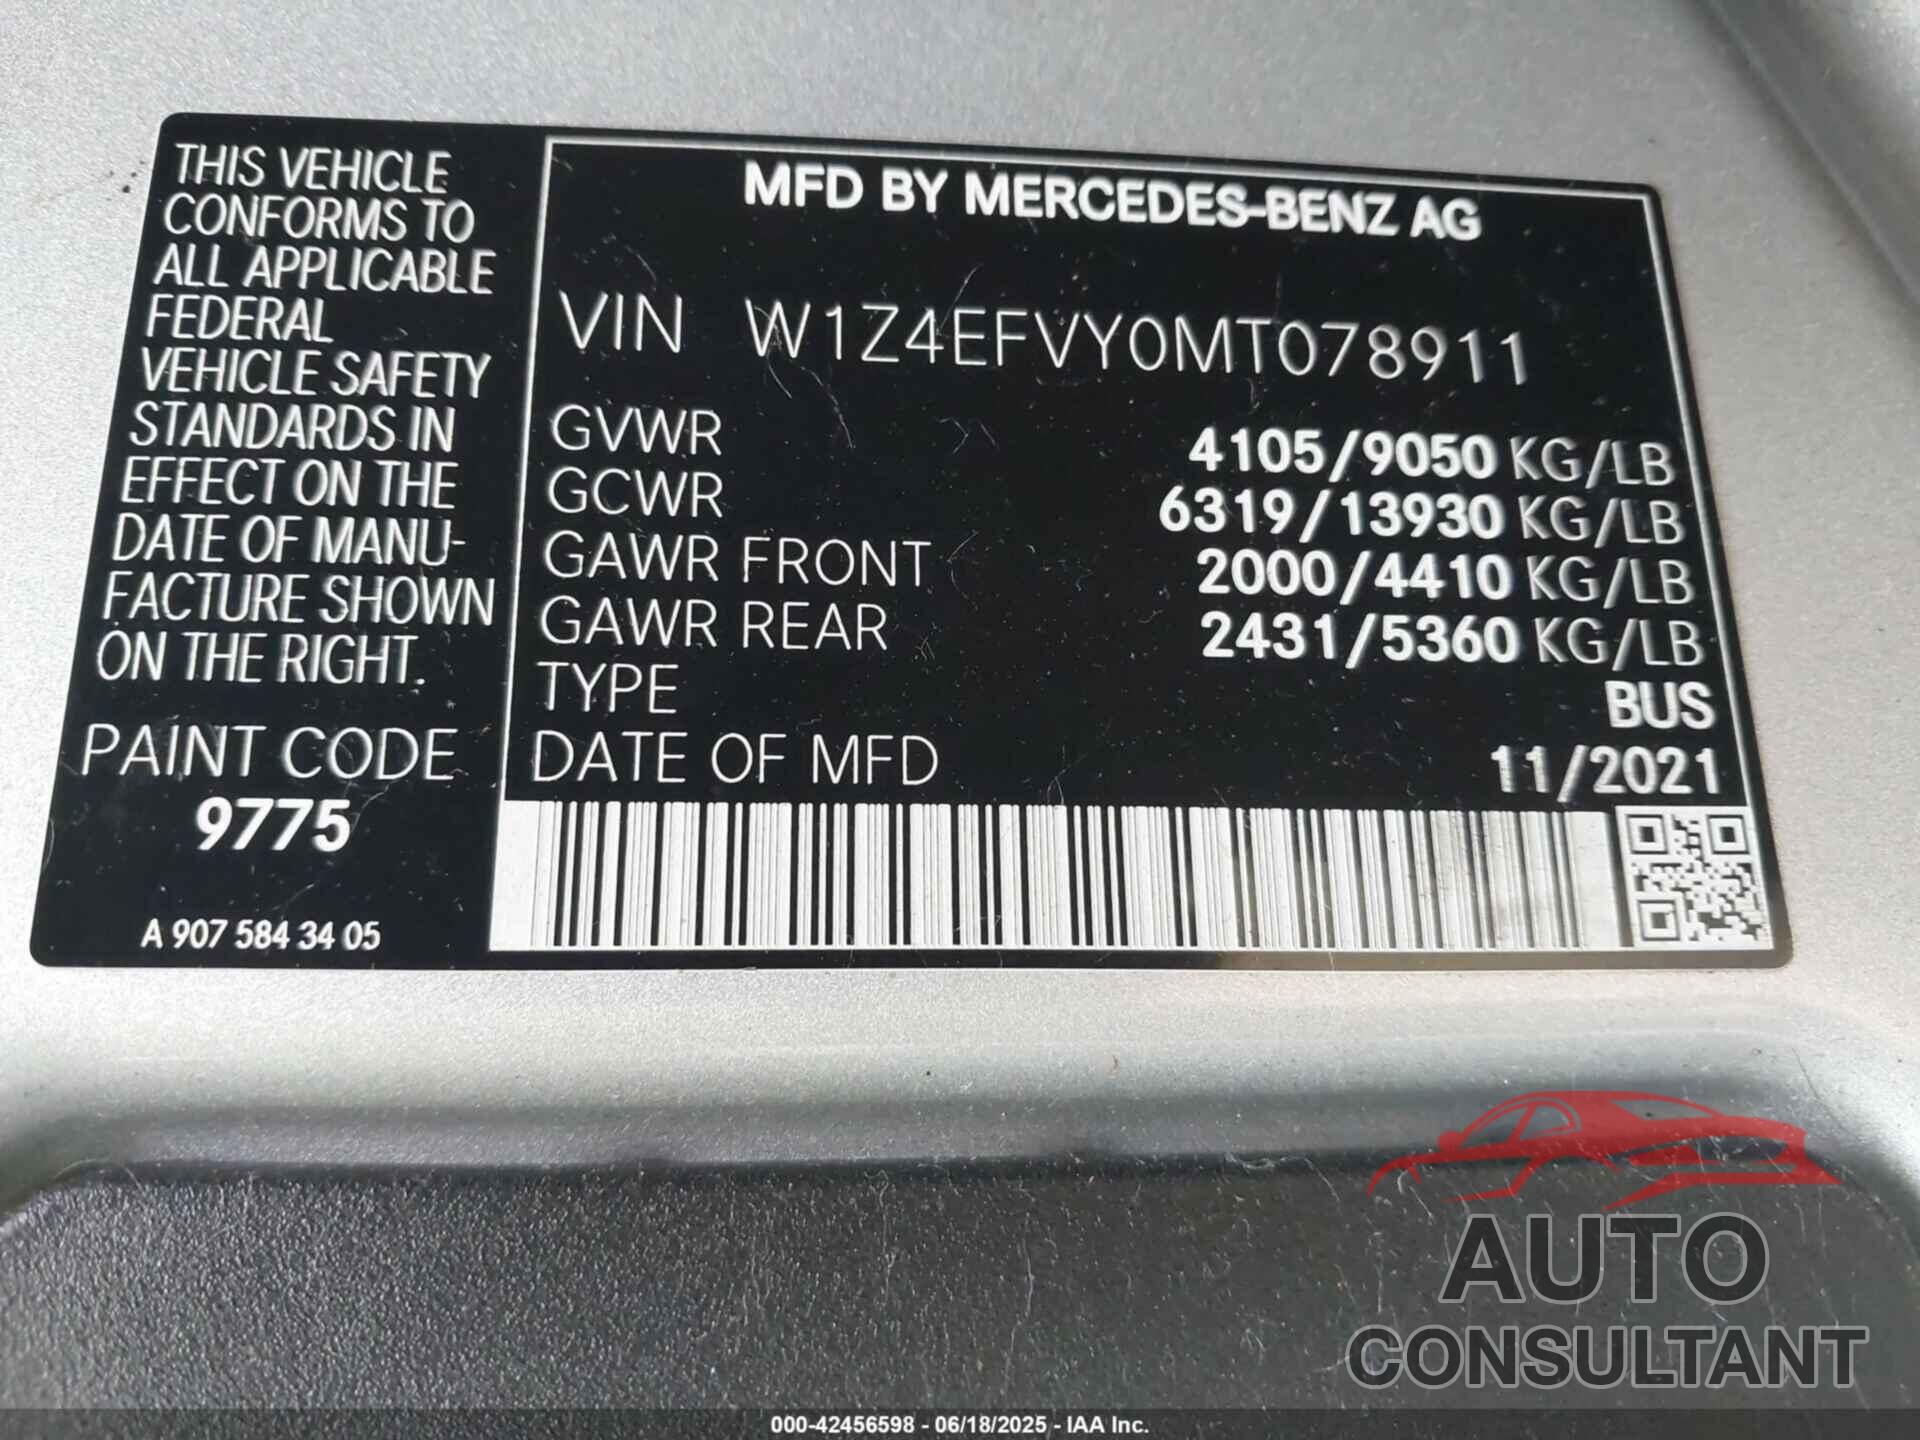 THIS VEHICLE
CONFORMS TO
ALL APPLICABLE
FEDERAL
VEHICLE SAFETY
STANDARDS IN
EFFECT ON THE
DATE OF MANU-
FACTURE SHOWN
ON THE RIGHT.
PAINT CODE
9775
A 907 584 34 05
MFD BY MERCEDES-BENZ AG
VIN W1Z4EFVY0MT078911
GVWR 4105/9050 KG/LB
GCWR 6319/13930 KG/LB
GAWR FRONT 2000/4410 KG/LB
GAWR REAR 2431/5360 KG/LB
TYPE BUS
DATE OF MFD 11/2021
AUTO
CONSULTANT
000-42456598 - 06/18/2025 - IAA Inc.